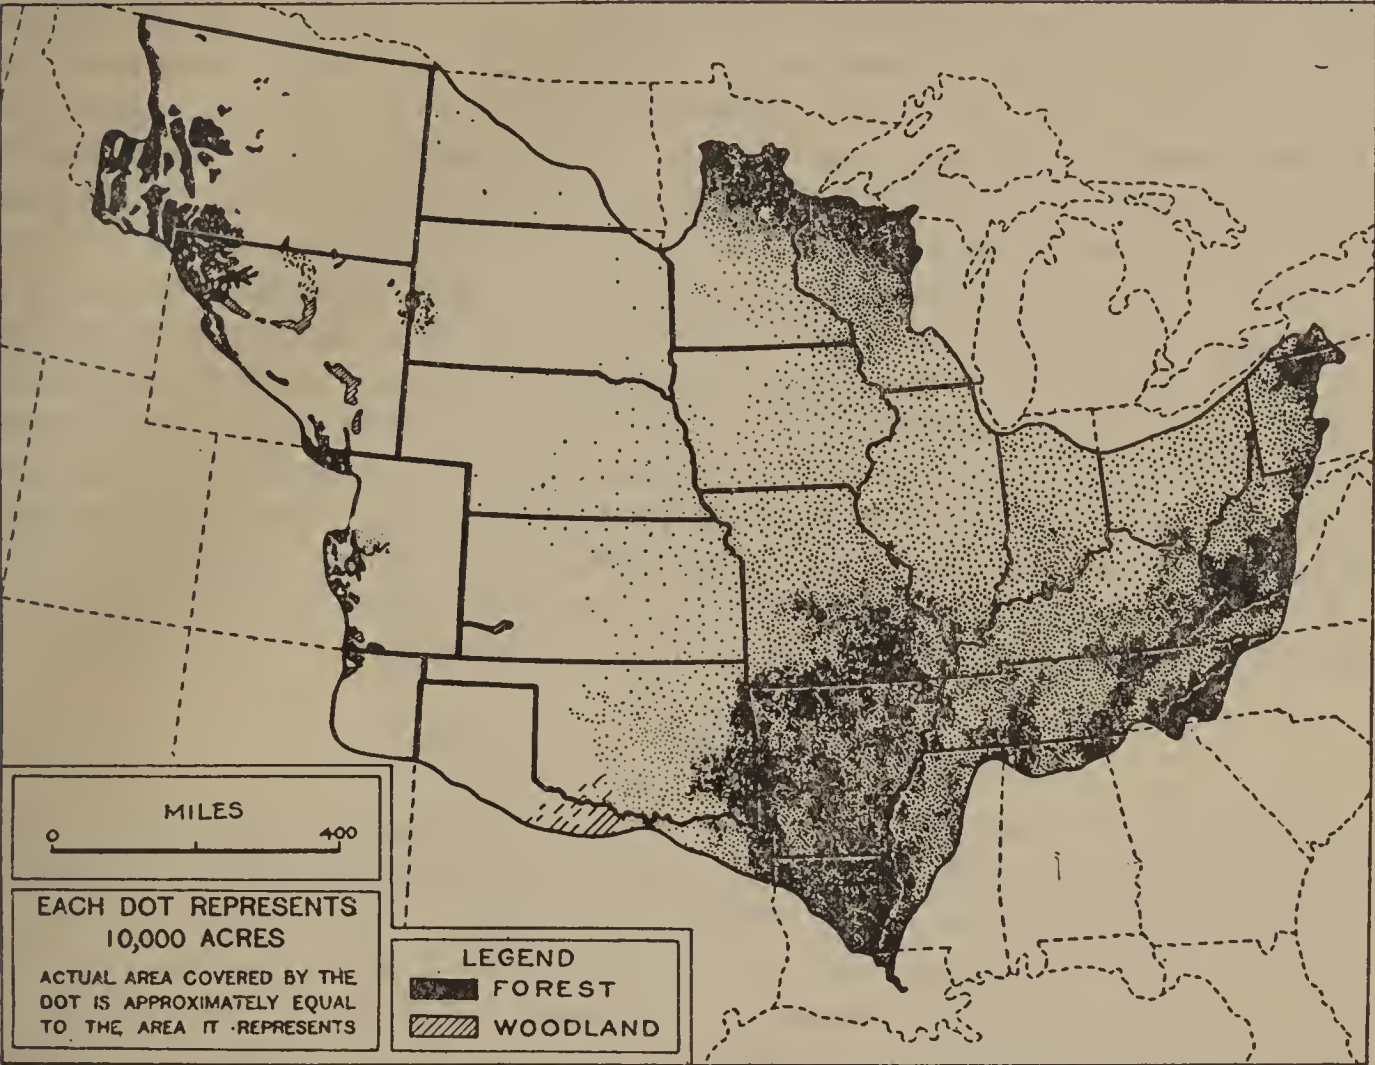 MILES
0 400
EACH DOT REPRESENTS
10,000 ACRES
ACTUAL AREA COVERED BY THE
DOT IS APPROXIMATELY EQUAL
TO THE AREA IT REPRESENTS
LEGEND
FOREST
WOODLAND